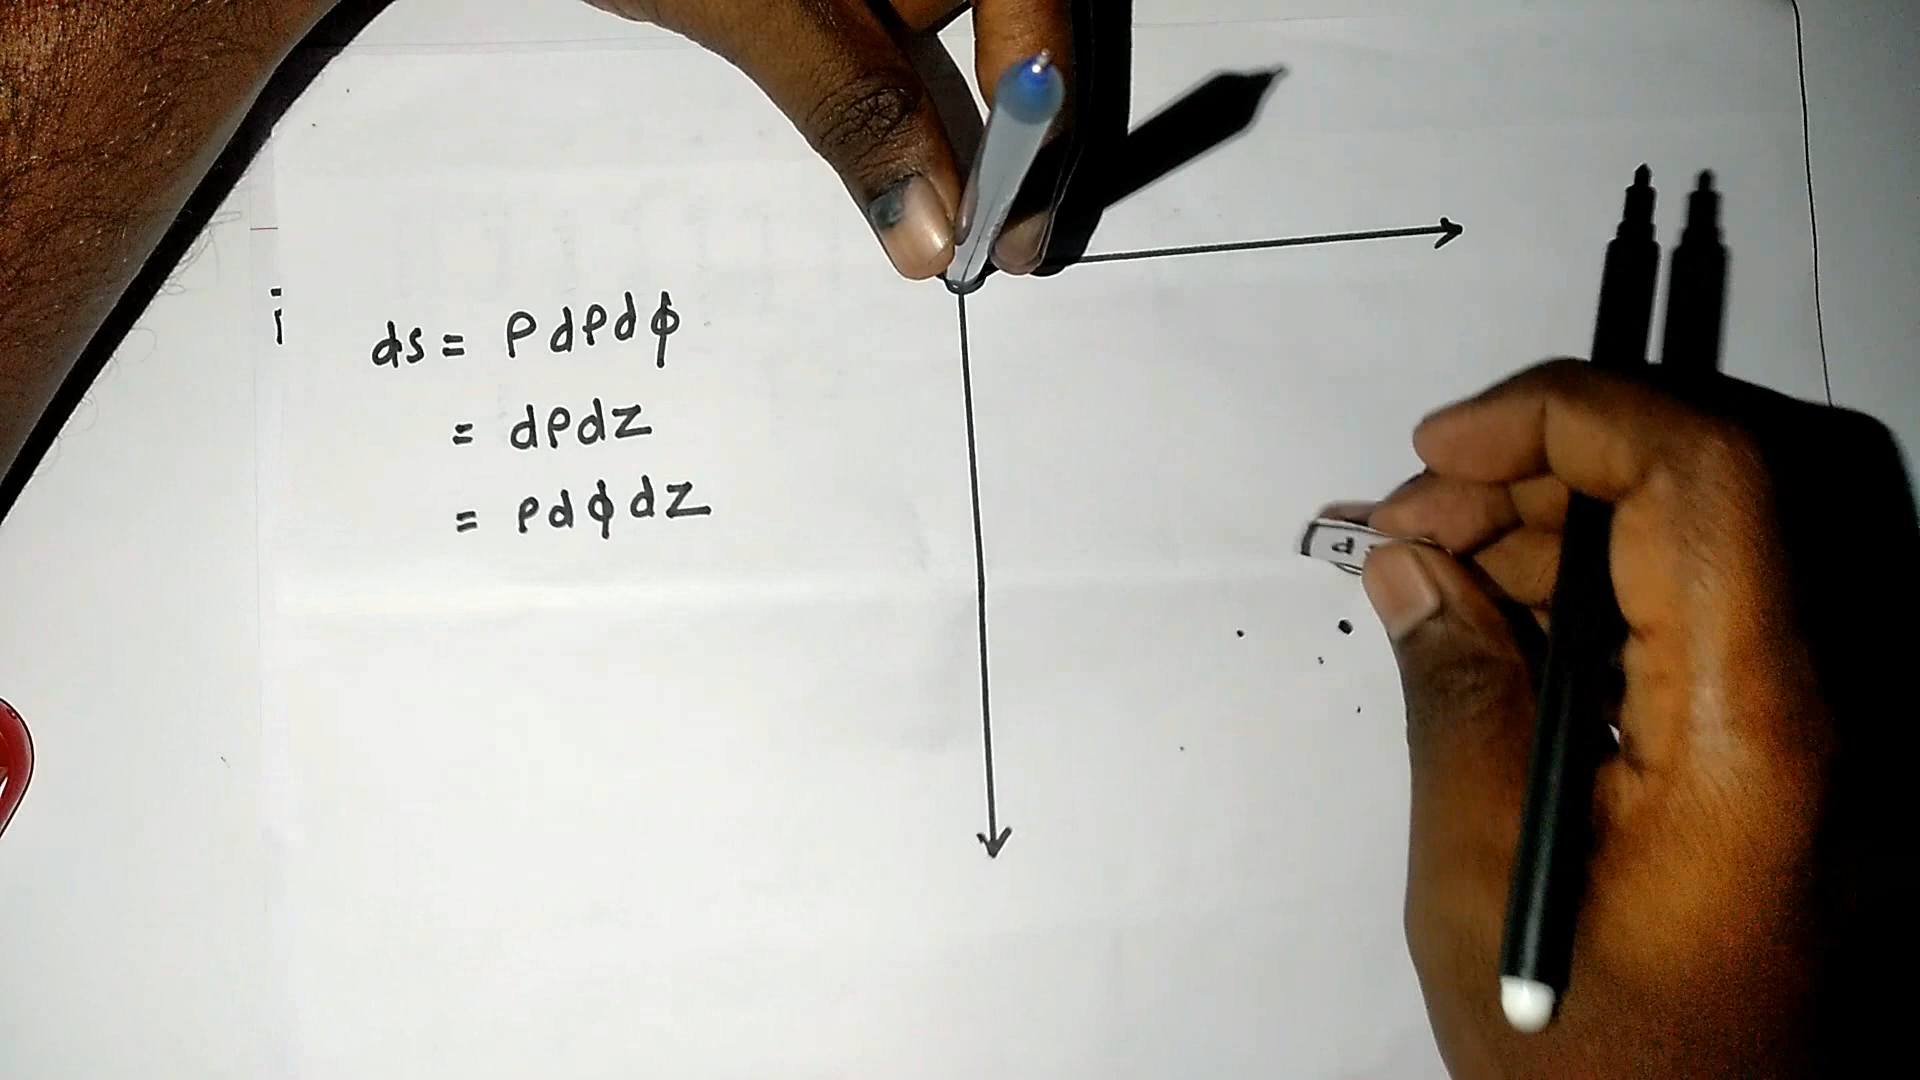 i
ds = ρdρdϕ
= dρdz
= ρdϕdz
d